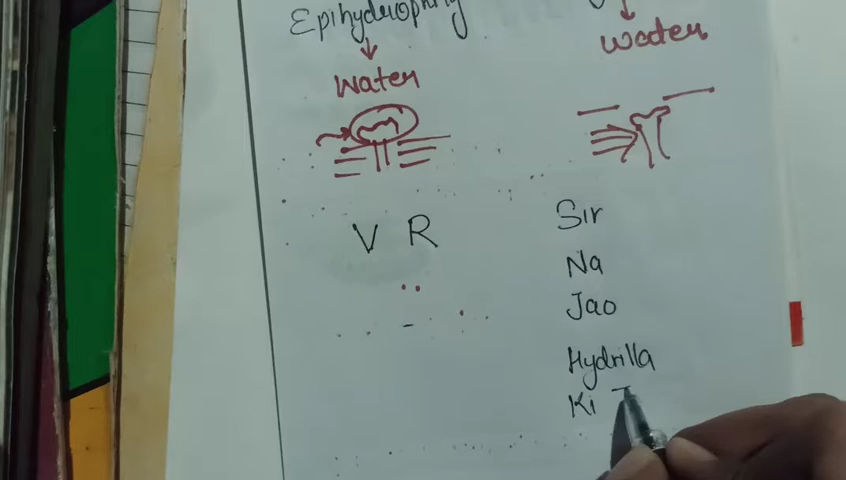 Epihydrophily
Water
Water
V R
Sir
Na
Jao
Hydrilla
Ki